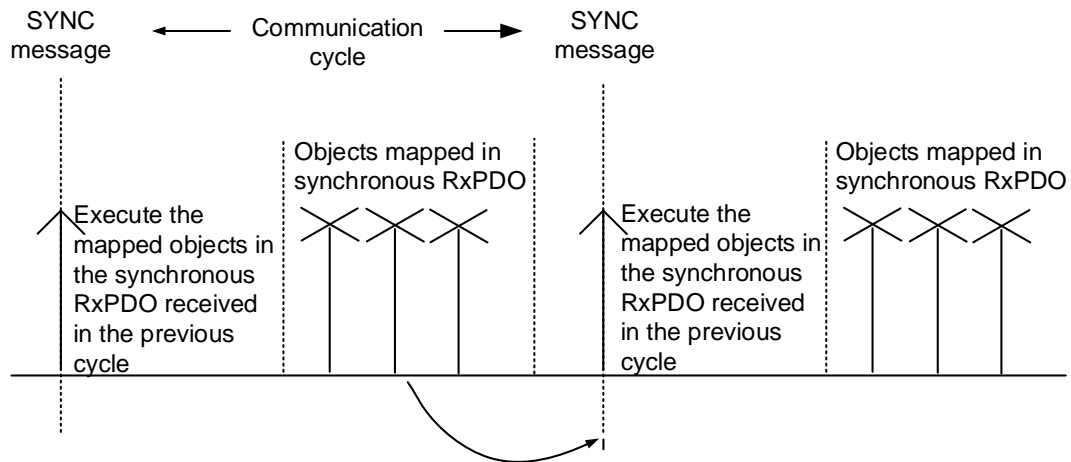 SYNC
message
Communication
cycle
SYNC
message
Objects mapped in
synchronous RxPDO
Objects mapped in
synchronous RxPDO
Execute the
mapped objects in
the synchronous
RxPDO received
in the previous
cycle
Execute the
mapped objects in
the synchronous
RxPDO received
in the previous
cycle